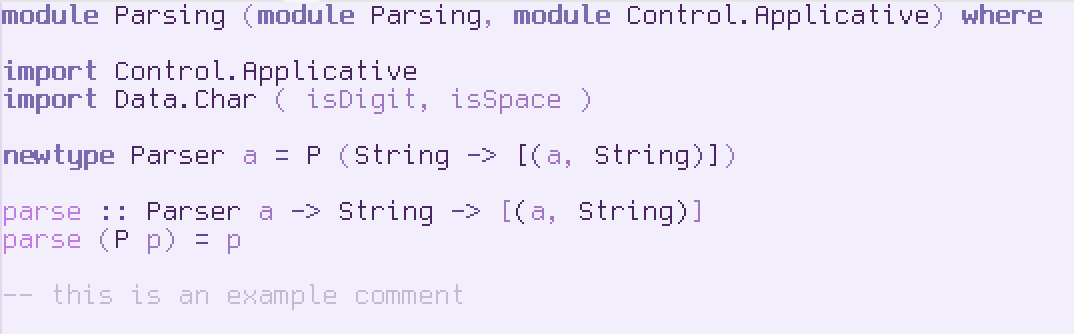 module Parsing (module Parsing, module Control.Applicative) where
import Control.Applicative
import Data.Char ( isDigit, isSpace )
newtype Parser a = P (String -> [(a, String)])
parse :: Parser a -> String -> [(a, String)]
parse (P p) = p
-- this is an example comment